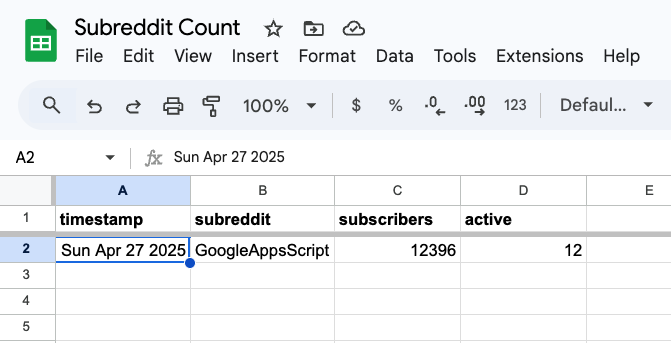 Subreddit Count
File Edit View Insert Format Data Tools Extensions Help
100% $ % .0 .00 123 Defaul...
A2 fx Sun Apr 27 2025
A B C D E
1 timestamp subreddit subscribers active
2 Sun Apr 27 2025 GoogleAppsScript 12396 12
3
4
5